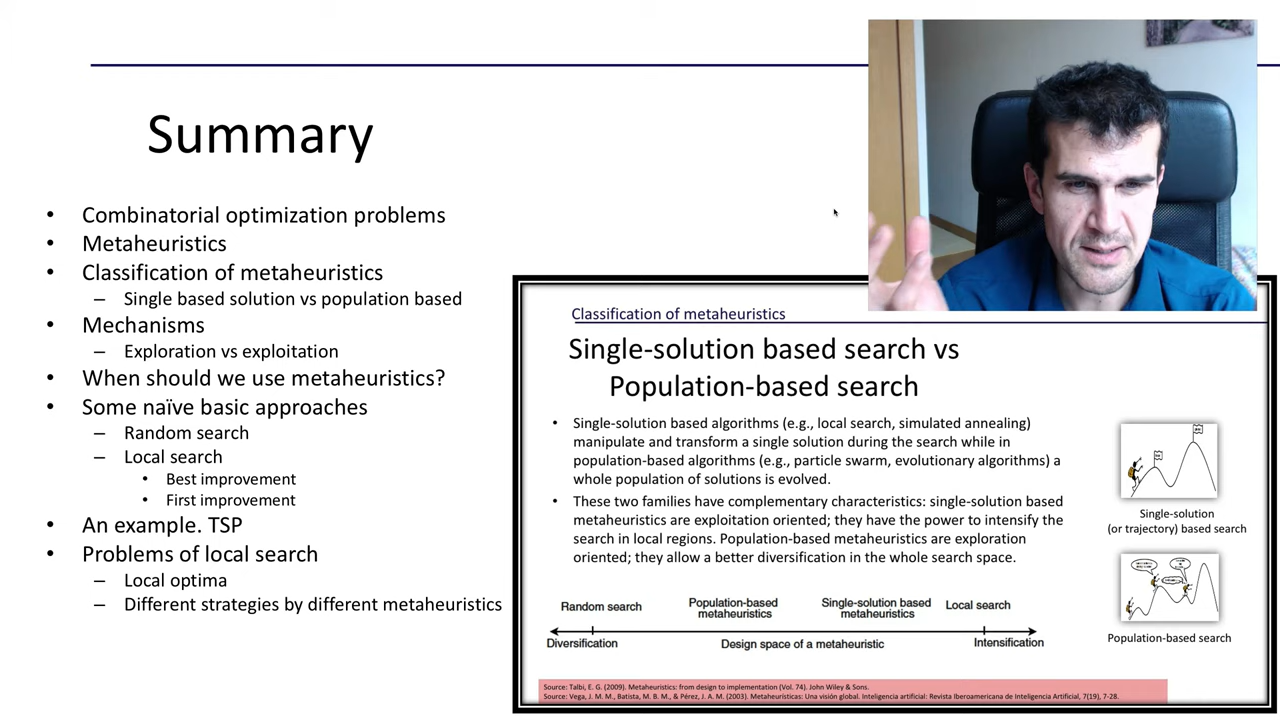 Summary
• Combinatorial optimization problems
• Metaheuristics
• Classification of metaheuristics
– Single based solution vs population based
• Mechanisms
– Exploration vs exploitation
• When should we use metaheuristics?
• Some naïve basic approaches
– Random search
– Local search
• Best improvement
• First improvement
• An example. TSP
• Problems of local search
– Local optima
– Different strategies by different metaheuristics
Classification of metaheuristics
Single-solution based search vs
Population-based search
• Single-solution based algorithms (e.g., local search, simulated annealing)
manipulate and transform a single solution during the search while in
population-based algorithms (e.g., particle swarm, evolutionary algorithms) a
whole population of solutions is evolved.
• These two families have complementary characteristics: single-solution based
metaheuristics are exploitation oriented; they have the power to intensify the
search in local regions. Population-based metaheuristics are exploration
oriented; they allow a better diversification in the whole search space.
Single-solution
(or trajectory) based search
Population-based search
Random search
Population-based
metaheuristics
Single-solution based
metaheuristics
Local search
Diversification
Design space of a metaheuristic
Intensification
Source: Talbi, E. G. (2009). Metaheuristics: from design to implementation (Vol. 74). John Wiley & Sons.
Source: Vega, J. M. M., Batista, M. B. M., & Pérez, J. A. M. (2003). Metaheurísticas: Una visión global. Inteligencia artificial: Revista Iberoamericana de Inteligencia Artificial, 7(19), 7-28.